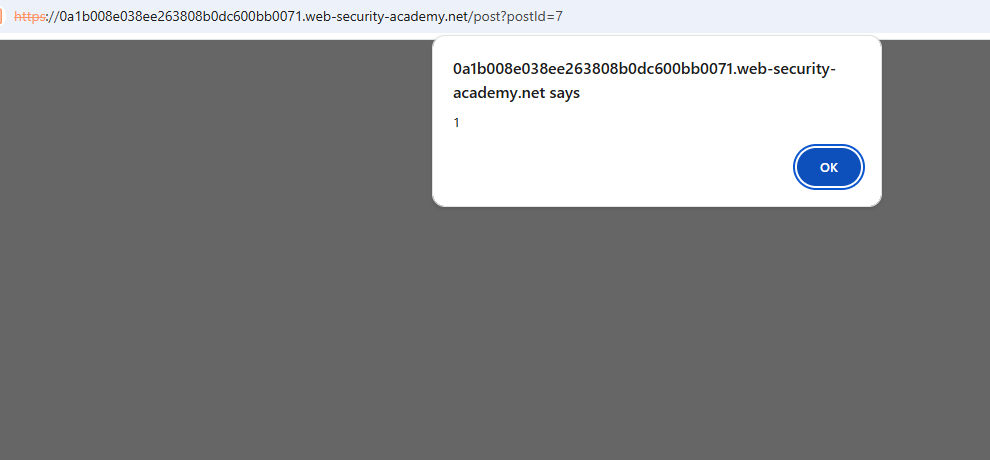 https://0a1b008e038ee263808b0dc600bb0071.web-security-academy.net/post?postId=7
0a1b008e038ee263808b0dc600bb0071.web-security-
academy.net says
1
OK